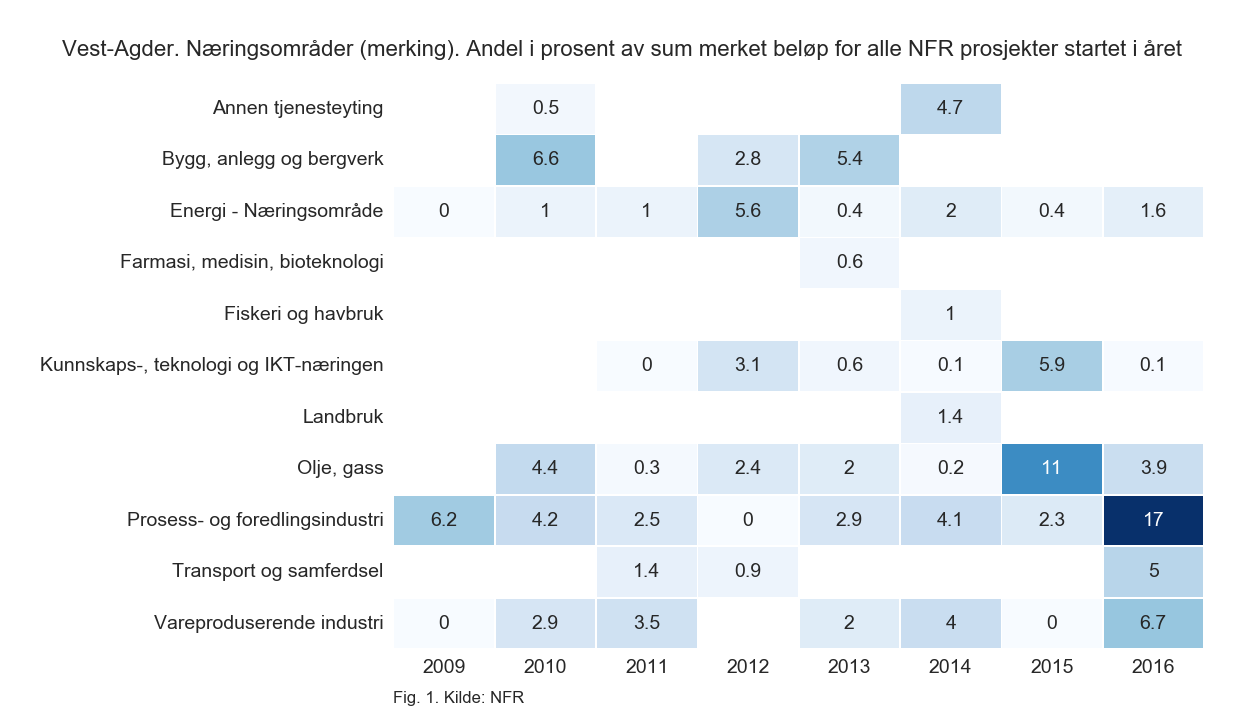 Vest-Agder. Næringsområder (merking). Andel i prosent av sum merket beløp for alle NFR prosjekter startet i året
Annen tjenesteyting 0.5 4.7
Bygg, anlegg og bergverk 6.6 2.8 5.4
Energi - Næringsområde 0 1 1 5.6 0.4 2 0.4 1.6
Farmasi, medisin, bioteknologi 0.6
Fiskeri og havbruk 1
Kunnskaps-, teknologi og IKT-næringen 0 3.1 0.6 0.1 5.9 0.1
Landbruk 1.4
Olje, gass 4.4 0.3 2.4 2 0.2 11 3.9
Prosess- og foredlingsindustri 6.2 4.2 2.5 0 2.9 4.1 2.3 17
Transport og samferdsel 1.4 0.9 5
Vareproduserende industri 0 2.9 3.5 2 4 0 6.7
2009 2010 2011 2012 2013 2014 2015 2016
Fig. 1. Kilde: NFR